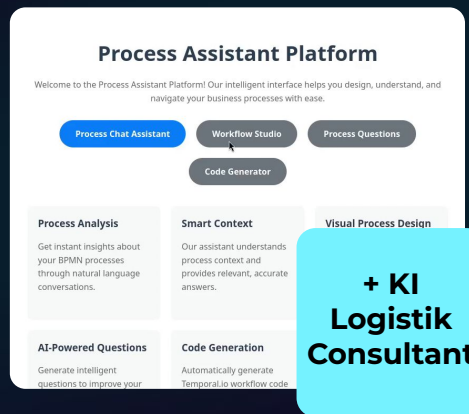 Process Assistant Platform
Welcome to the Process Assistant Platform! Our intelligent interface helps you design, understand, and
navigate your business processes with ease.
Process Chat Assistant
Workflow Studio
Process Questions
Code Generator
Process Analysis
Get instant insights about
your BPMN processes
through natural language
conversations.
Smart Context
Our assistant understands
process context and
provides relevant, accurate
answers.
Visual Process Design
AI-Powered Questions
Generate intelligent
questions to improve your
Code Generation
Automatically generate
Temporal.io workflow code
+ KI
Logistik
Consultant